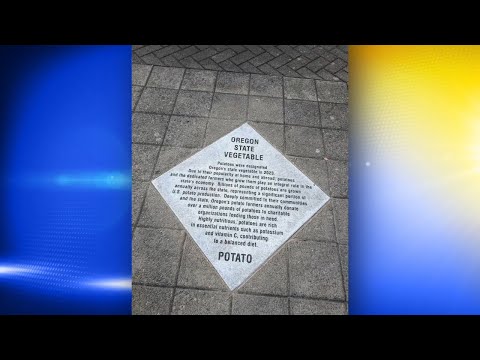 OREGON
STATE
VEGETABLE
Potatoes were recognized
Oregon's state vegetable in 2023.
Due to their popularity at home and abroad, potatoes
and the dedicated farmers who grow them play an integral role in the
state's economy. Billions of pounds of potatoes are grown
annually across the state, representing a significant portion of
U.S. potato production. Deeply committed to their communities
and the state, Oregon's potato farmers annually donate
over a million pounds of potatoes to charitable
organizations feeding those in need.
Highly nutritious, potatoes are rich
in essential nutrients such as potassium
and vitamin C, contributing
to a balanced diet.
POTATO